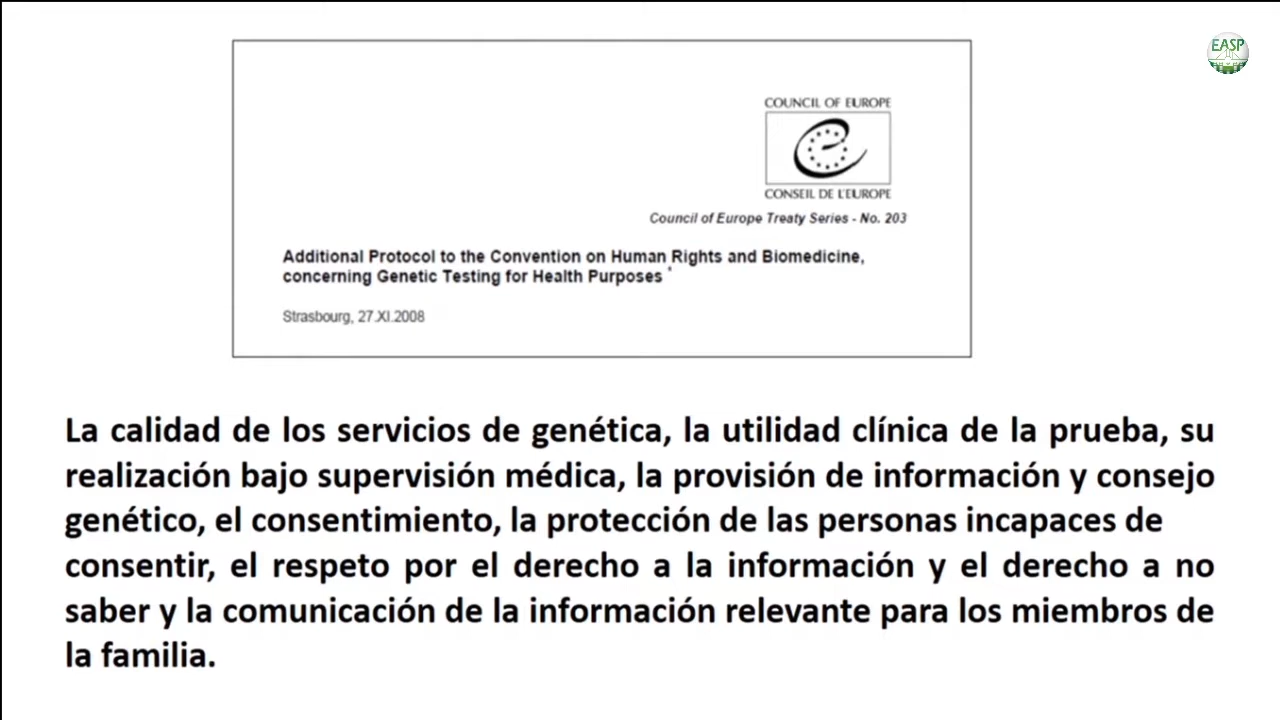 EASP
COUNCIL OF EUROPE
CONSEIL DE L'EUROPE
Council of Europe Treaty Series - No. 203
Additional Protocol to the Convention on Human Rights and Biomedicine,
concerning Genetic Testing for Health Purposes *
Strasbourg, 27.XI.2008
La calidad de los servicios de genética, la utilidad clínica de la prueba, su
realización bajo supervisión médica, la provisión de información y consejo
genético, el consentimiento, la protección de las personas incapaces de
consentir, el respeto por el derecho a la información y el derecho a no
saber y la comunicación de la información relevante para los miembros de
la familia.